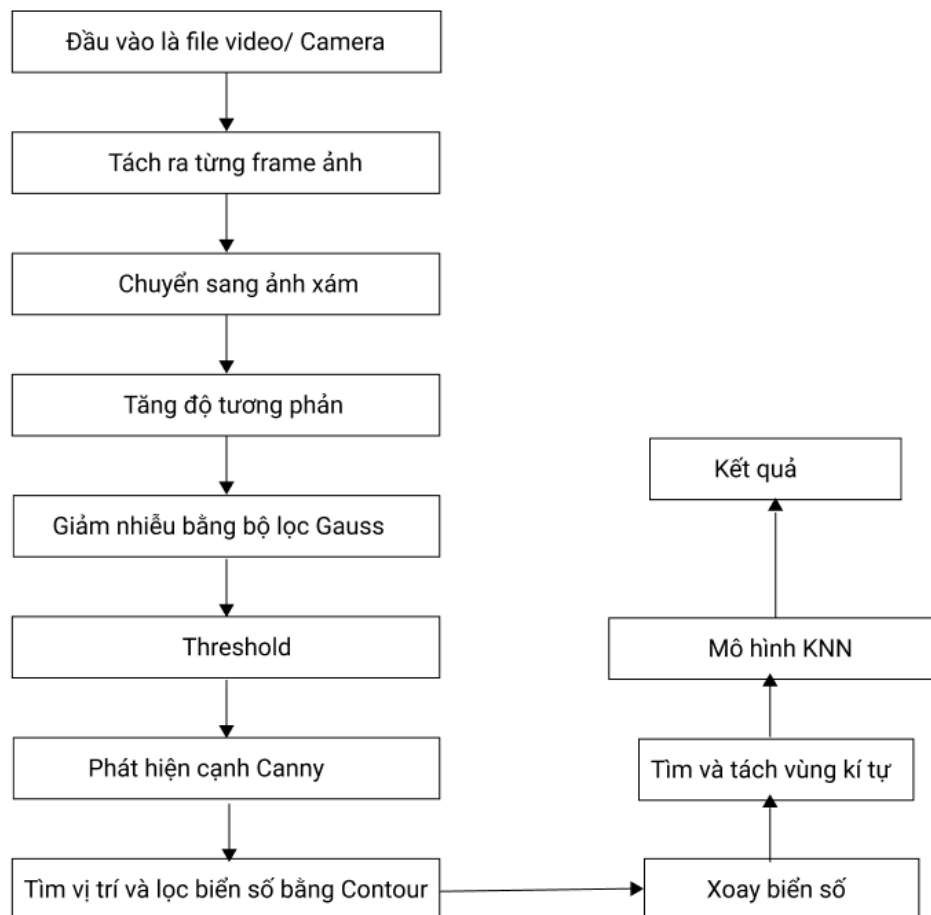 Đầu vào là file video/ Camera
Tách ra từng frame ảnh
Chuyển sang ảnh xám
Tăng độ tương phản
Giảm nhiễu bằng bộ lọc Gauss
Threshold
Phát hiện cạnh Canny
Tìm vị trí và lọc biển số bằng Contour
Xoay biển số
Tìm và tách vùng kí tự
Mô hình KNN
Kết quả